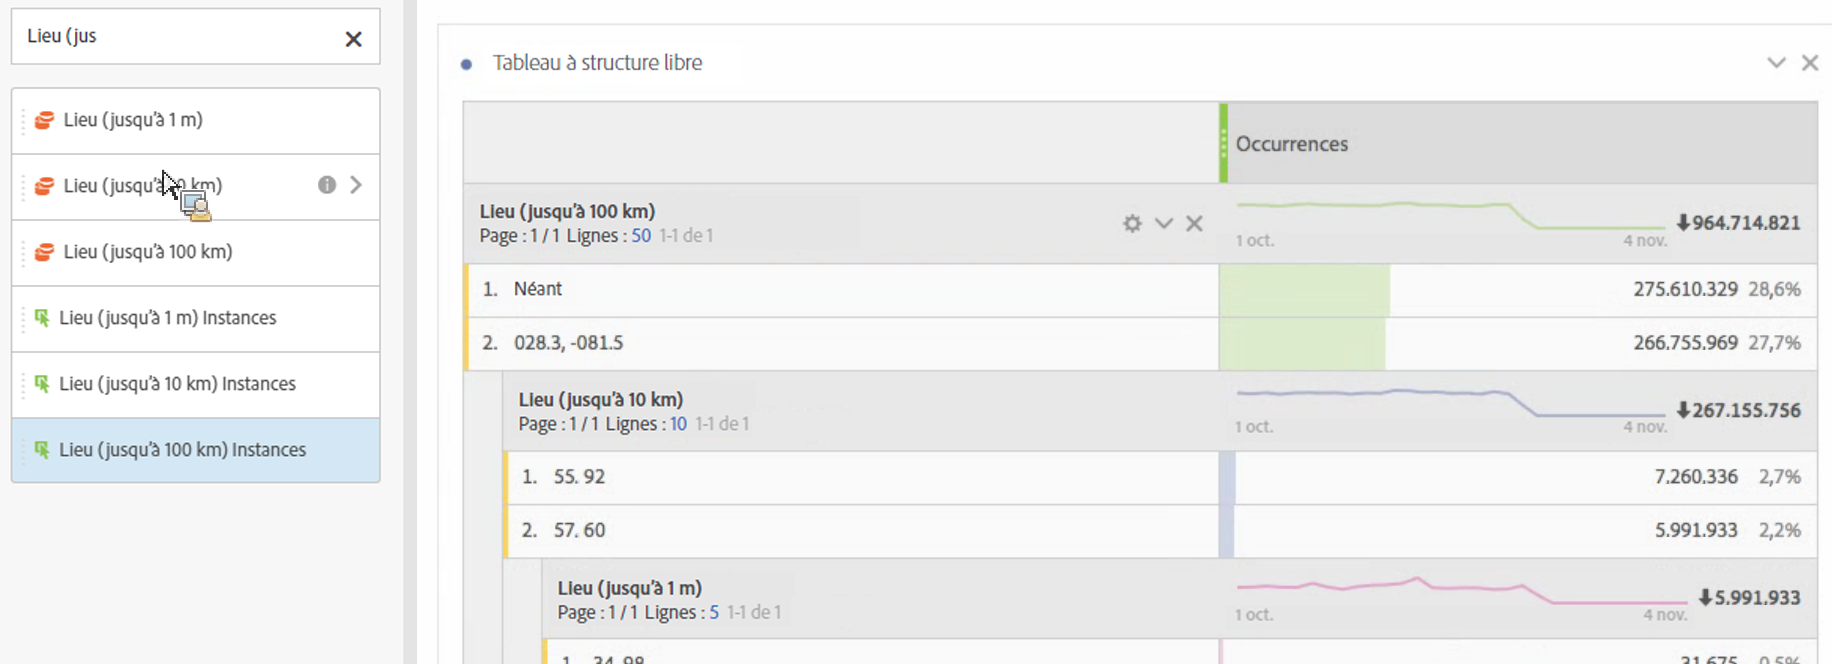 Lieu (jus
Lieu (jusqu'à 1 m)
Lieu (jusqu'à 0 km)
Lieu (jusqu'à 100 km)
Lieu (jusqu'à 1 m) Instances
Lieu (jusqu'à 10 km) Instances
Lieu (jusqu'à 100 km) Instances
Tableau à structure libre
Occurrences
Lieu (jusqu'à 100 km)
Page : 1 / 1 Lignes : 50 1-1 de 1
1 oct. 4 nov. 964.714.821
1. Néant 275.610.329 28,6%
2. 028.3, -081.5 266.755.969 27,7%
Lieu (jusqu'à 10 km)
Page : 1 / 1 Lignes : 10 1-1 de 1
1 oct. 4 nov. 267.155.756
1. 55. 92 7.260.336 2,7%
2. 57. 60 5.991.933 2,2%
Lieu (jusqu'à 1 m)
Page : 1 / 1 Lignes : 5 1-1 de 1
1 oct. 4 nov. 5.991.933
1. 34. 98 31.675 0,5%